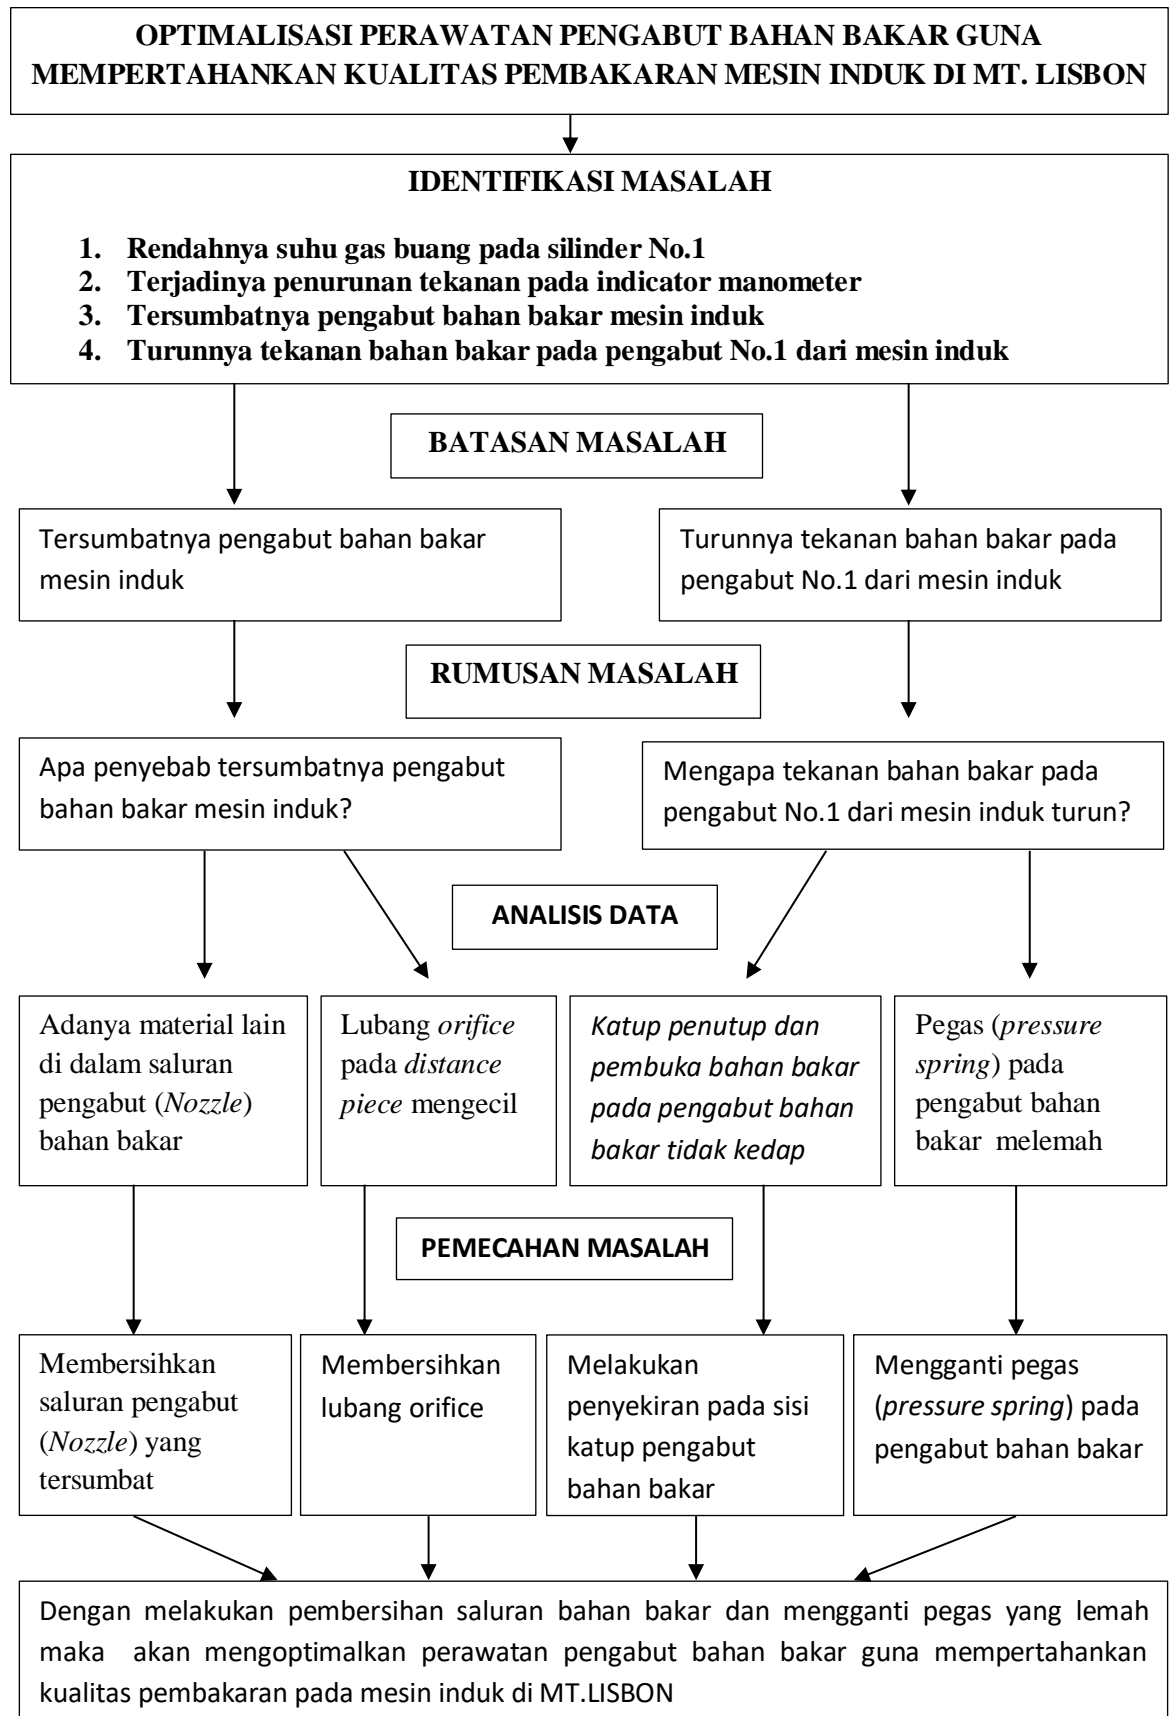 OPTIMALISASI PERAWATAN PENGABUT BAHAN BAKAR GUNA
MEMPERTAHANKAN KUALITAS PEMBAKARAN MESIN INDUK DI MT. LISBON
IDENTIFIKASI MASALAH
1. Rendahnya suhu gas buang pada silinder No.1
2. Terjadinya penurunan tekanan pada indicator manometer
3. Tersumbatnya pengabut bahan bakar mesin induk
4. Turunnya tekanan bahan bakar pada pengabut No.1 dari mesin induk
BATASAN MASALAH
Tersumbatnya pengabut bahan bakar
mesin induk
Turunnya tekanan bahan bakar pada
pengabut No.1 dari mesin induk
RUMUSAN MASALAH
Apa penyebab tersumbatnya pengabut
bahan bakar mesin induk?
Mengapa tekanan bahan bakar pada
pengabut No.1 dari mesin induk turun?
ANALISIS DATA
Adanya material lain
di dalam saluran
pengabut (Nozzle)
bahan bakar
Lubang orifice
pada distance
piece mengecil
Katup penutup dan
pembuka bahan bakar
pada pengabut bahan
bakar tidak kedap
Pegas (pressure
spring) pada
pengabut bahan
bakar melemah
PEMECAHAN MASALAH
Membersihkan
saluran pengabut
(Nozzle) yang
tersumbat
Membersihkan
lubang orifice
Melakukan
penyekiran pada sisi
katup pengabut
bahan bakar
Mengganti pegas
(pressure spring) pada
pengabut bahan bakar
Dengan melakukan pembersihan saluran bahan bakar dan mengganti pegas yang lemah
maka akan mengoptimalkan perawatan pengabut bahan bakar guna mempertahankan
kualitas pembakaran pada mesin induk di MT.LISBON